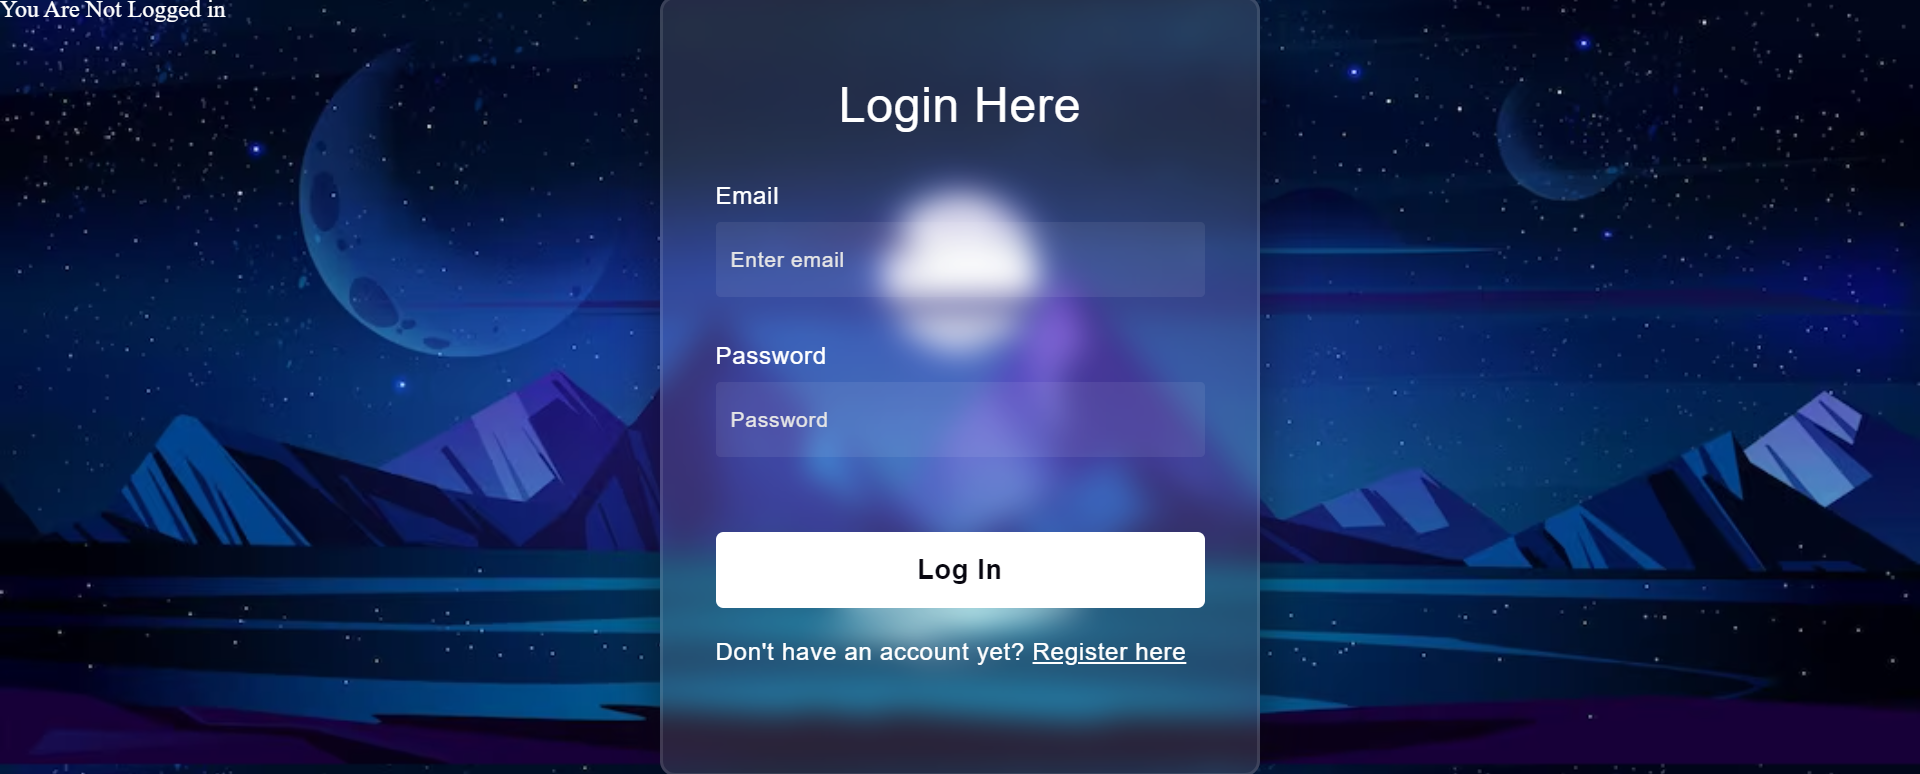 You Are Not Logged in
Login Here
Email
Enter email
Password
Password
Log In
Don't have an account yet? Register here